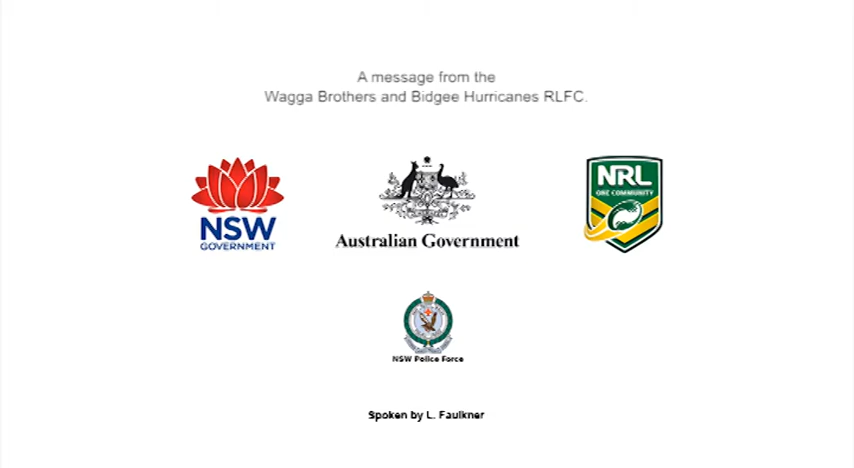 A message from the
Wagga Brothers and Bidgee Hurricanes RLFC.
NSW
GOVERNMENT
Australian Government
NRL
ONE COMMUNITY
NSW Police Force
Spoken by L. Faulkner